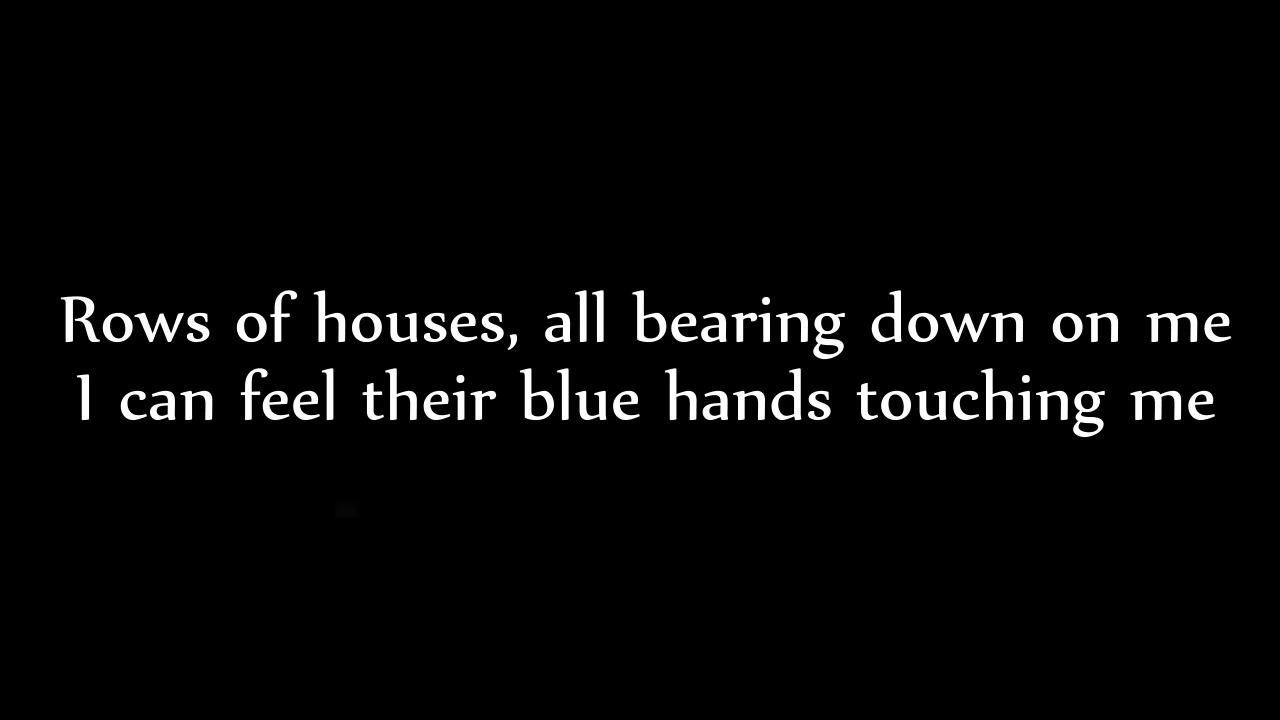 Rows of houses, all bearing down on me
I can feel their blue hands touching me